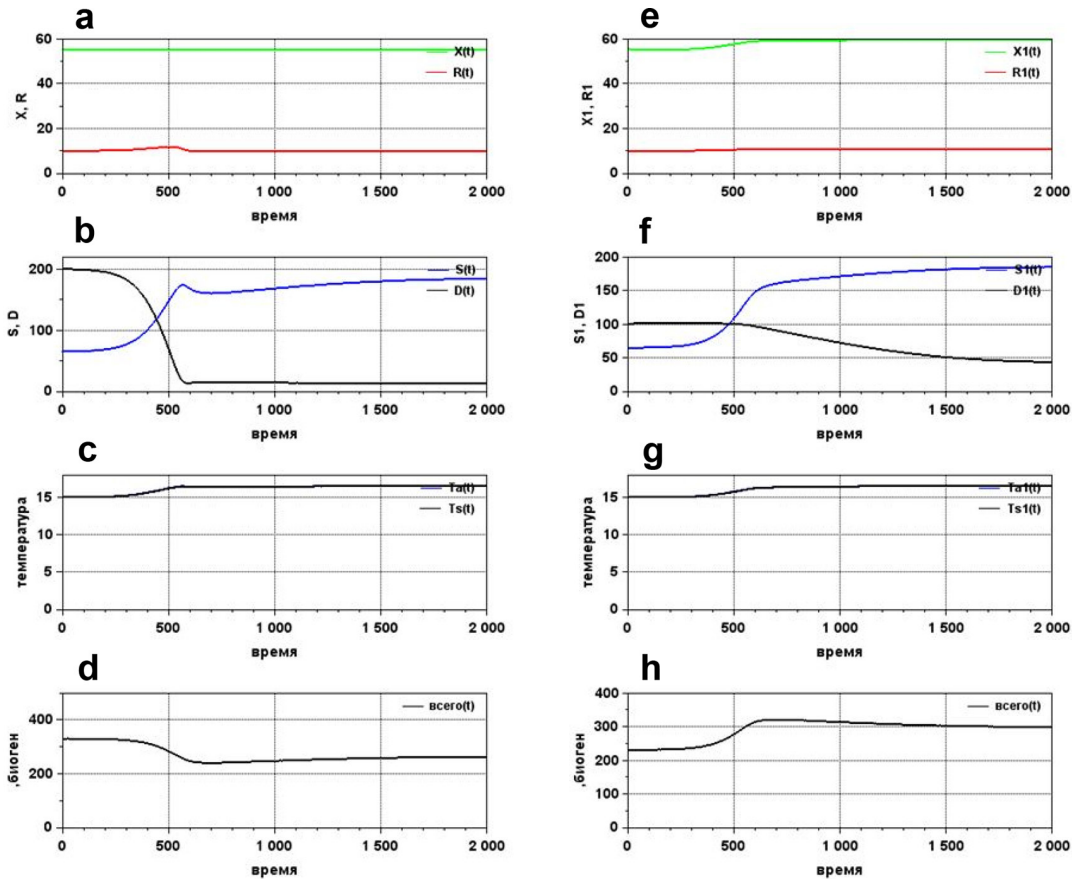 a
60
40
20
0
X, R
X(t)
R(t)
0 500 1 000 1 500 2 000
время
e
60
40
20
0
X1, R1
X1(t)
R1(t)
0 500 1 000 1 500 2 000
время
b
200
100
0
S, D
S(t)
D(t)
0 500 1 000 1 500 2 000
время
f
200
150
100
50
0
S1, D1
S1(t)
D1(t)
0 500 1 000 1 500 2 000
время
c
15
10
5
0
температура
Ta(t)
Ts(t)
0 500 1 000 1 500 2 000
время
g
15
10
5
0
температура
Ta1(t)
Ts1(t)
0 500 1 000 1 500 2 000
время
d
400
200
0
,биоген
всего(t)
0 500 1 000 1 500 2 000
время
h
400
300
200
100
0
,биоген
всего(t)
0 500 1 000 1 500 2 000
время